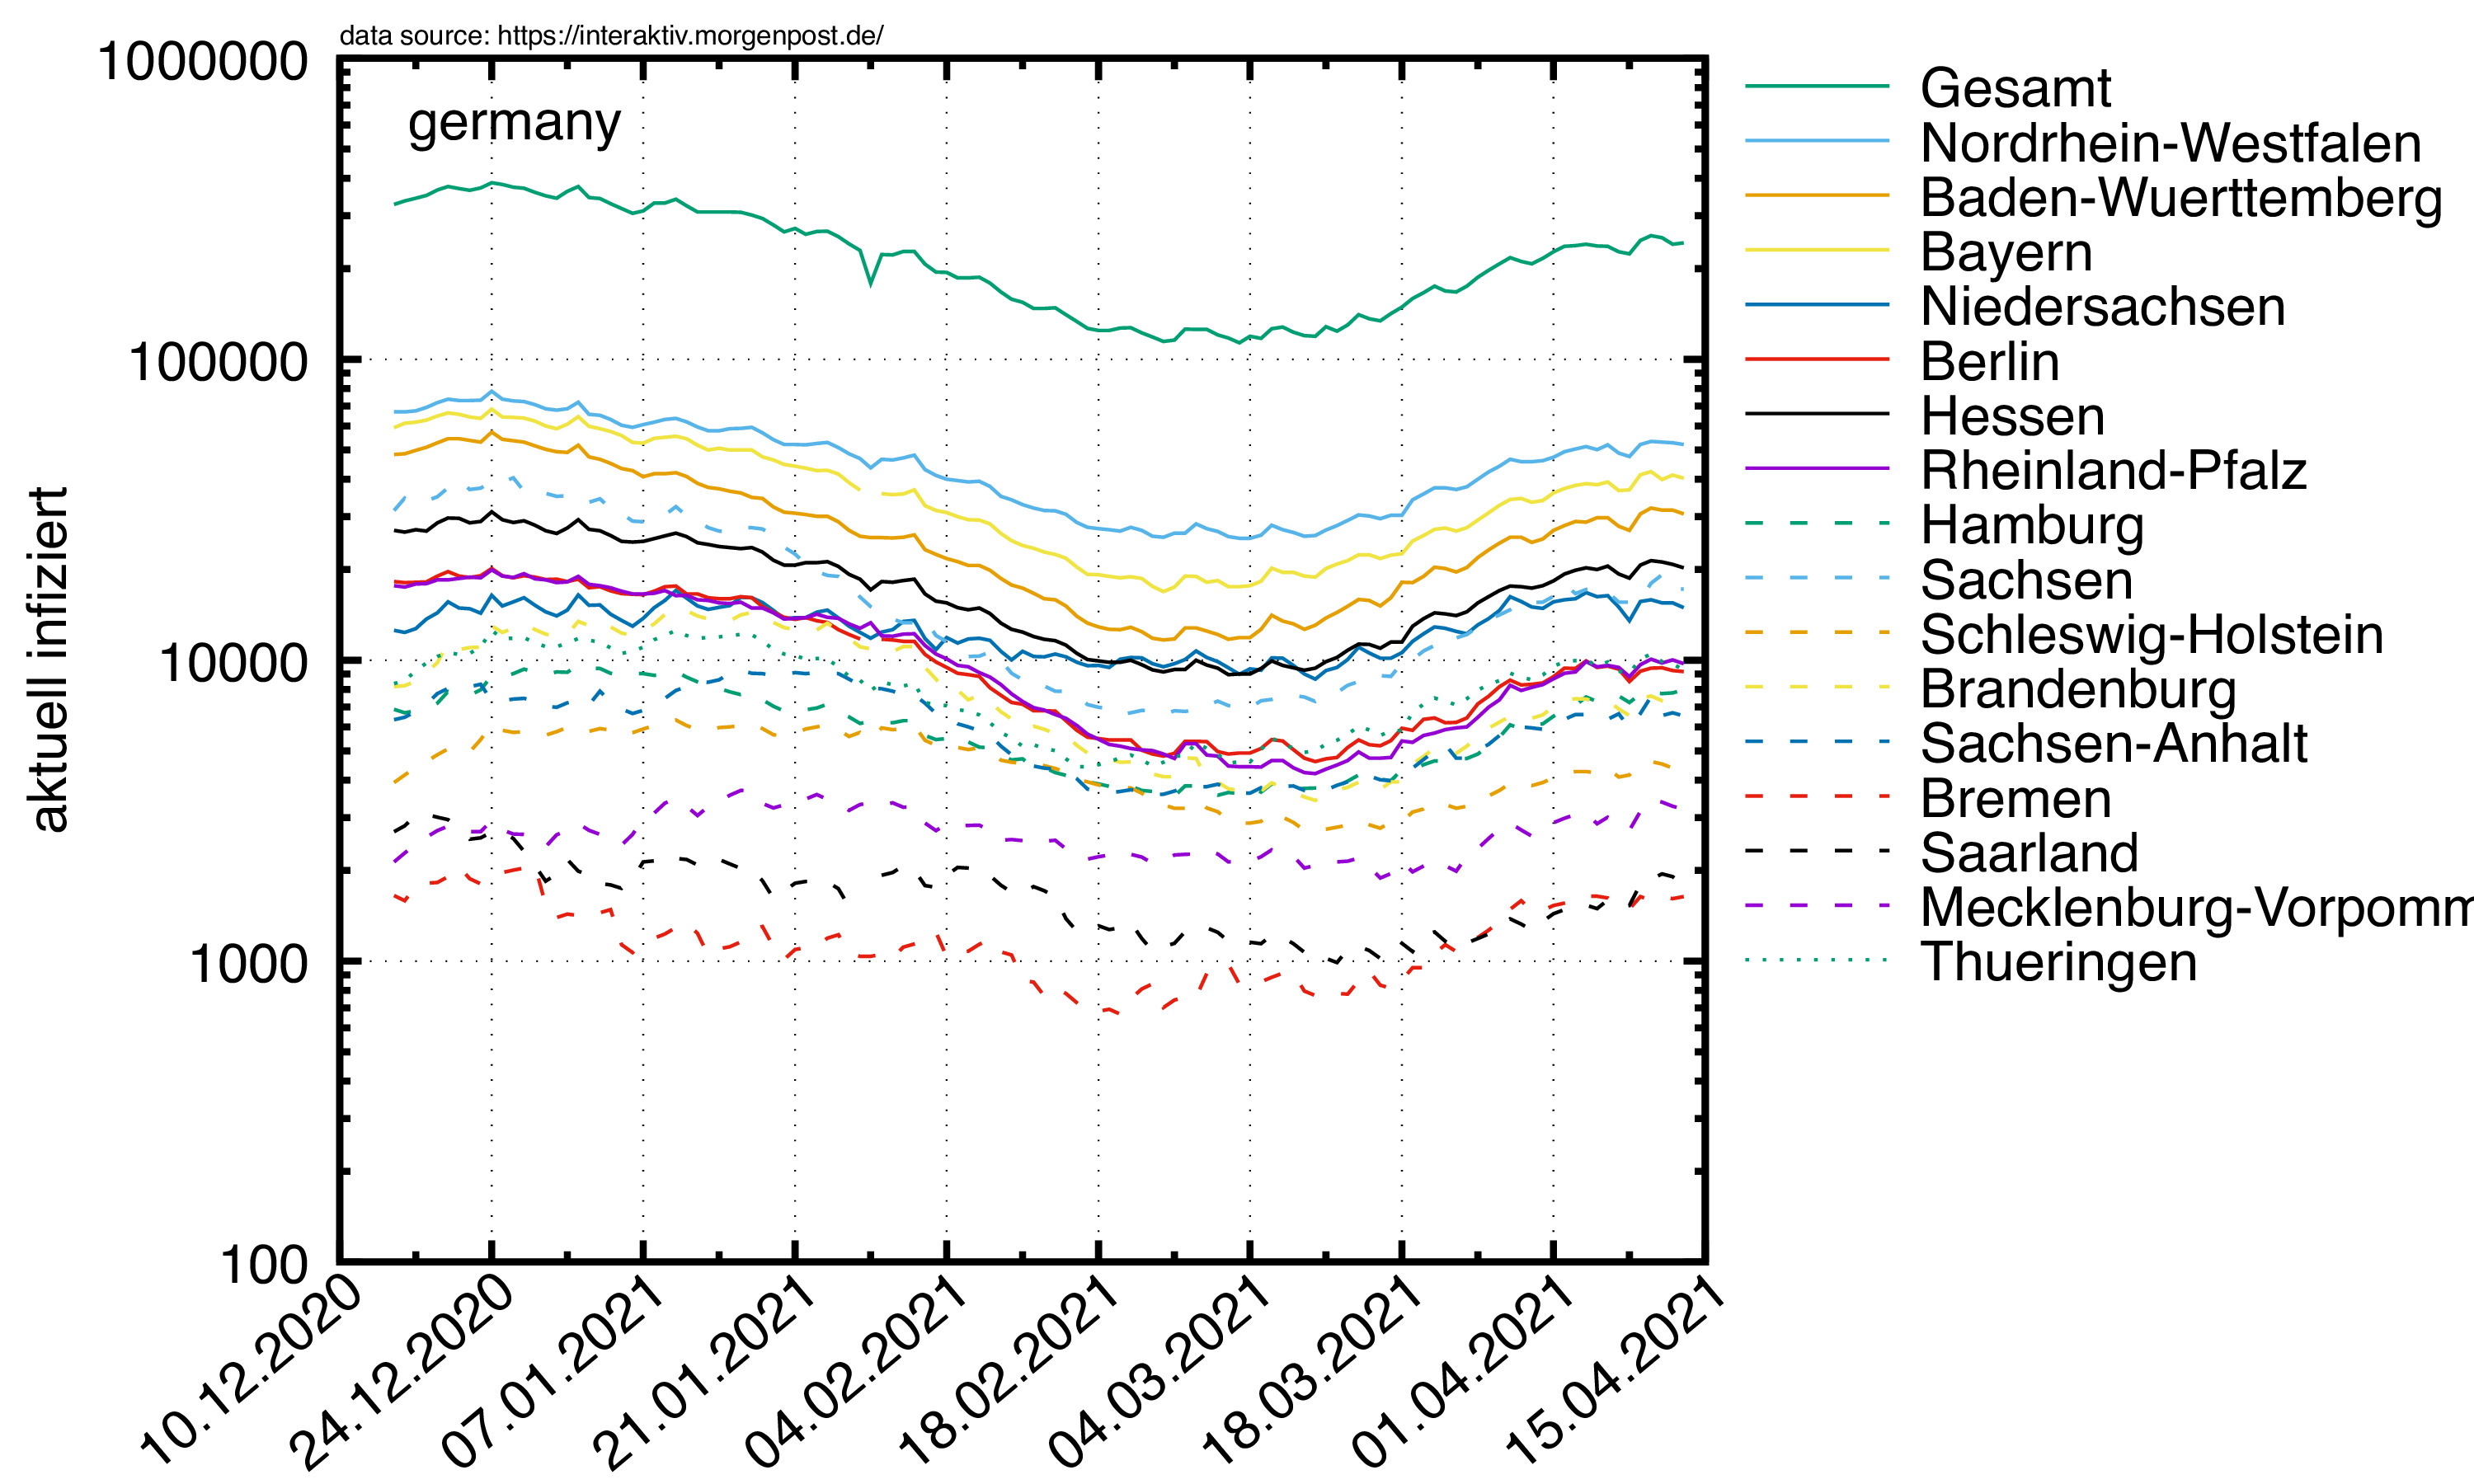 data source: https://interaktiv.morgenpost.de/
germany
aktuell infiziert
1000000
100000
10000
1000
100
10.12.2020
24.12.2020
07.01.2021
21.01.2021
04.02.2021
18.02.2021
04.03.2021
18.03.2021
01.04.2021
15.04.2021
Gesamt
Nordrhein-Westfalen
Baden-Wuerttemberg
Bayern
Niedersachsen
Berlin
Hessen
Rheinland-Pfalz
Hamburg
Sachsen
Schleswig-Holstein
Brandenburg
Sachsen-Anhalt
Bremen
Saarland
Mecklenburg-Vorpomm
Thueringen